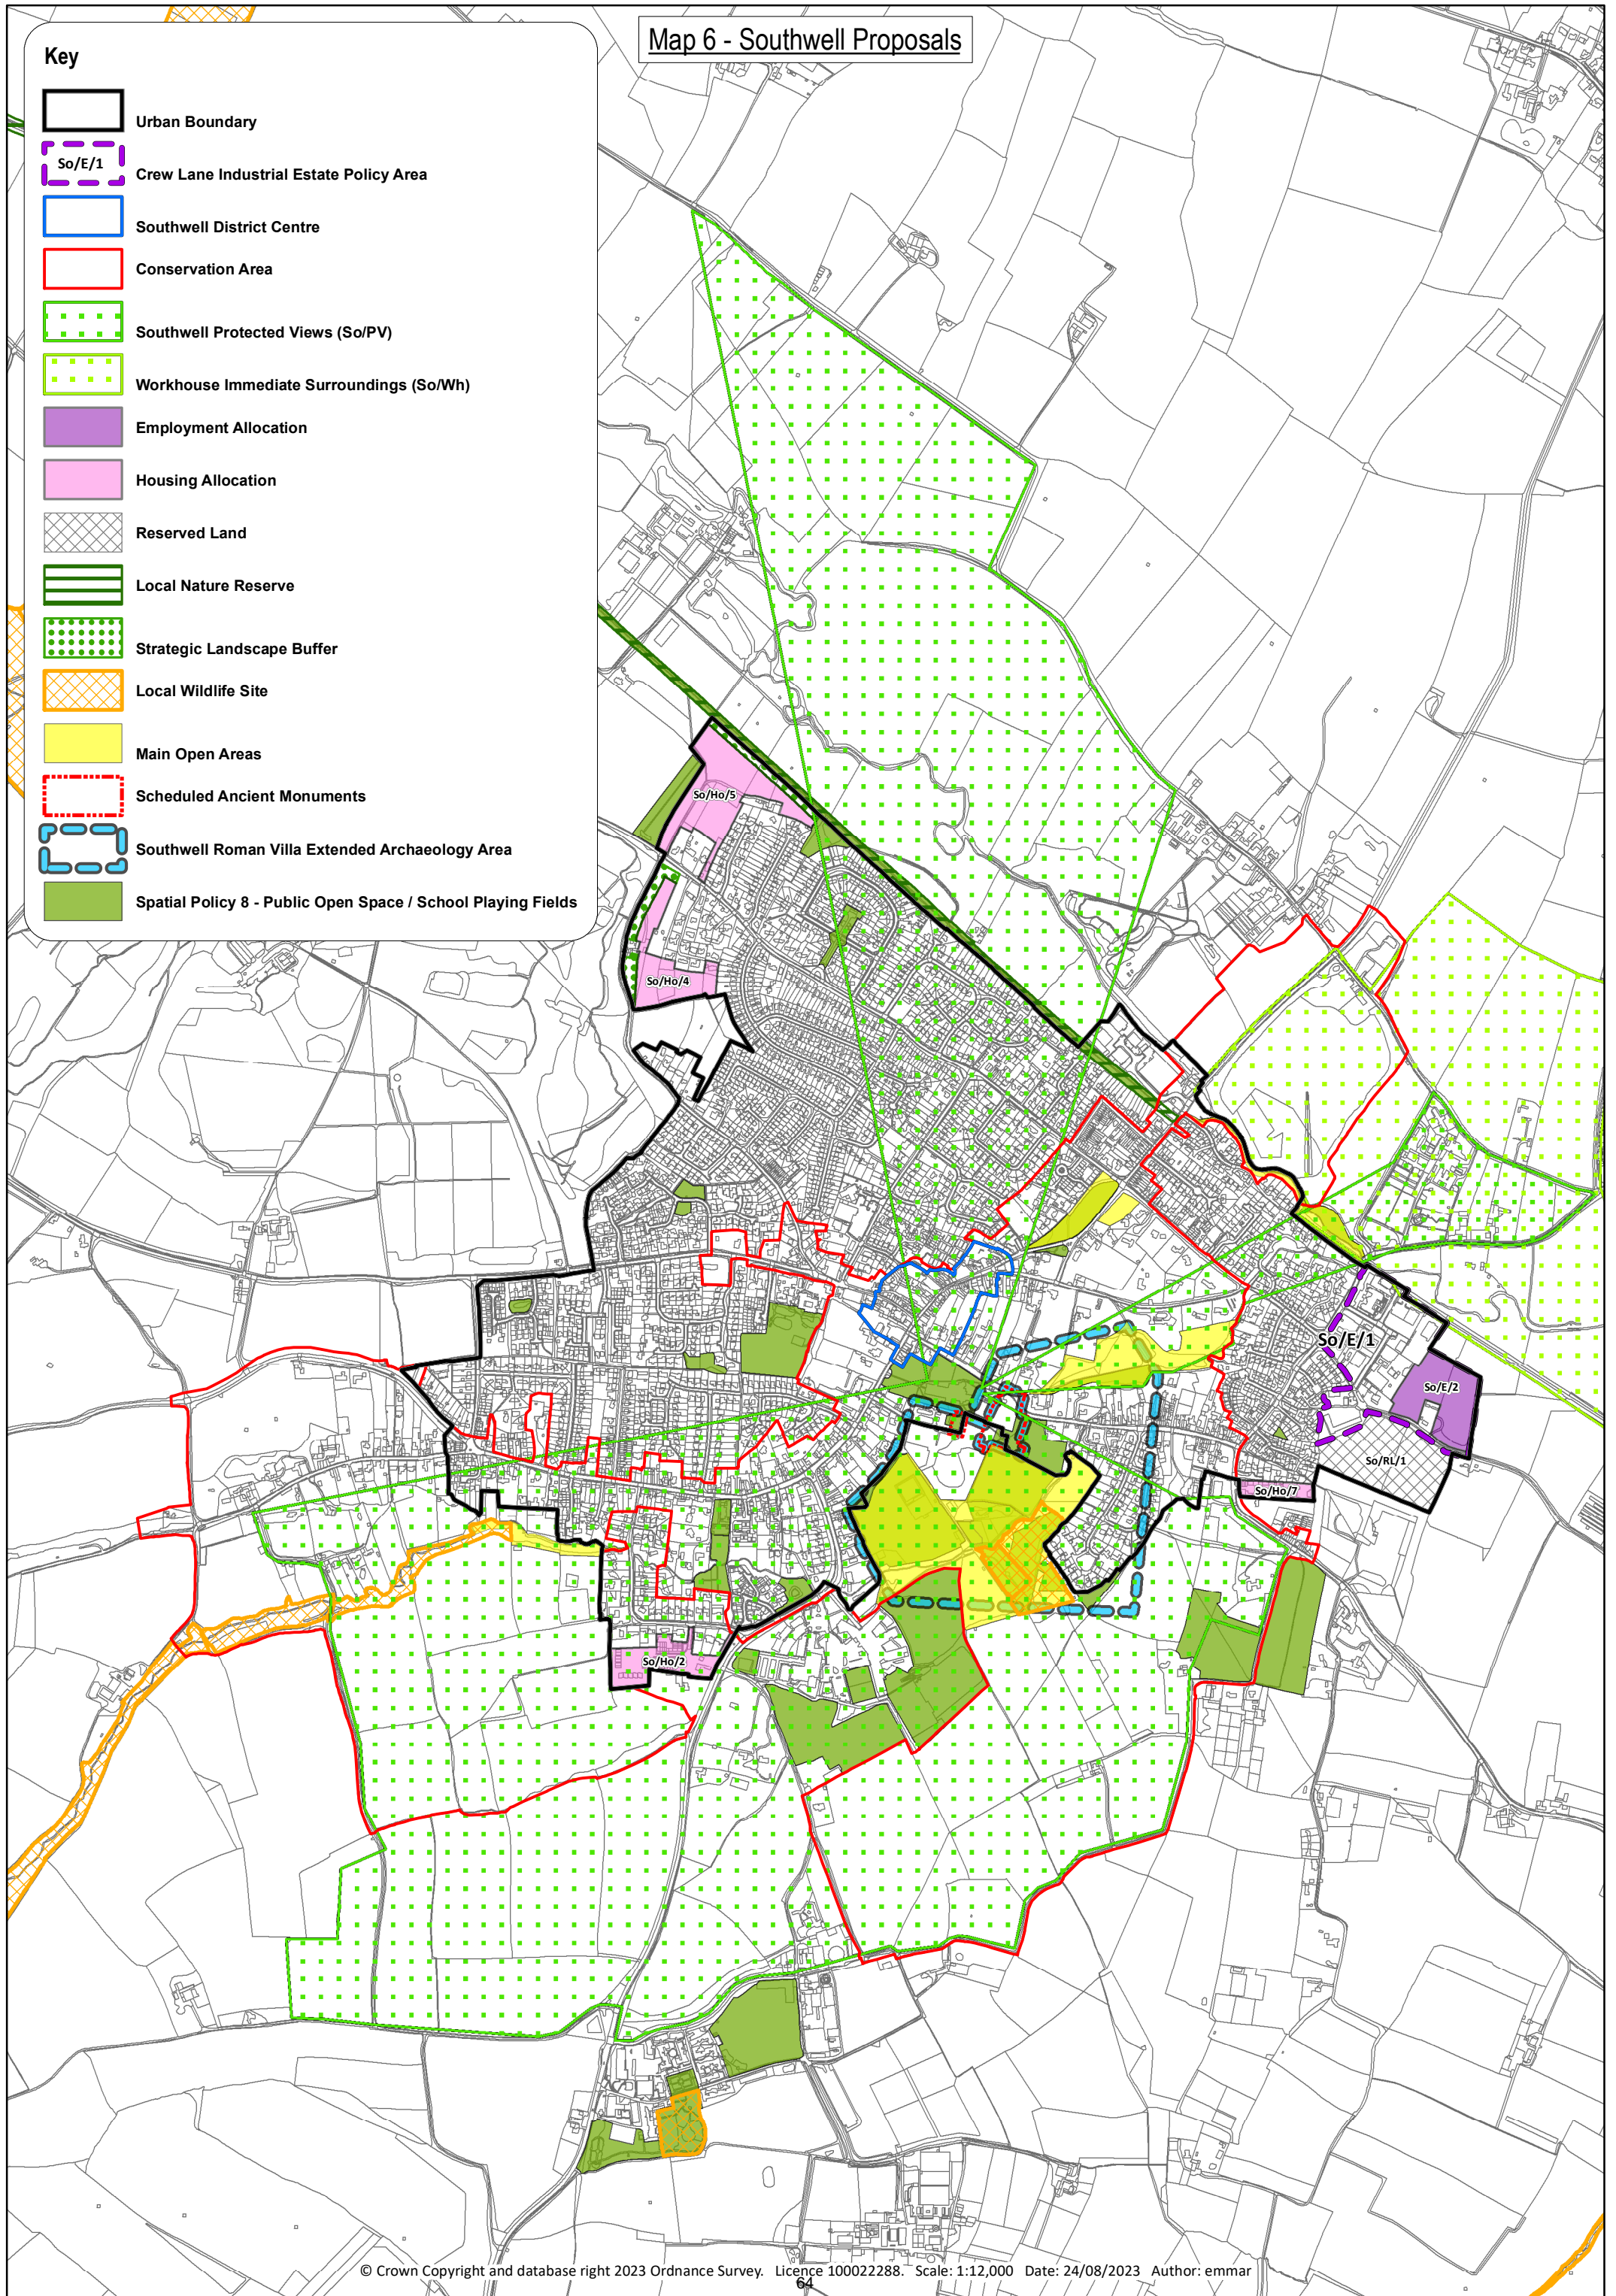 Map 6 - Southwell Proposals
Key
Urban Boundary
So/E/1
Crew Lane Industrial Estate Policy Area
Southwell District Centre
Conservation Area
Southwell Protected Views (So/PV)
Workhouse Immediate Surroundings (So/Wh)
Employment Allocation
Housing Allocation
Reserved Land
Local Nature Reserve
Strategic Landscape Buffer
Local Wildlife Site
Main Open Areas
Scheduled Ancient Monuments
Southwell Roman Villa Extended Archaeology Area
Spatial Policy 8 - Public Open Space / School Playing Fields
So/Ho/5
So/Ho/4
So/E/1
So/E/2
So/RL/1
So/Ho/7
So/Ho/2
© Crown Copyright and database right 2023 Ordnance Survey. Licence 100022288. Scale: 1:12,000 Date: 24/08/2023 Author: emmar
64